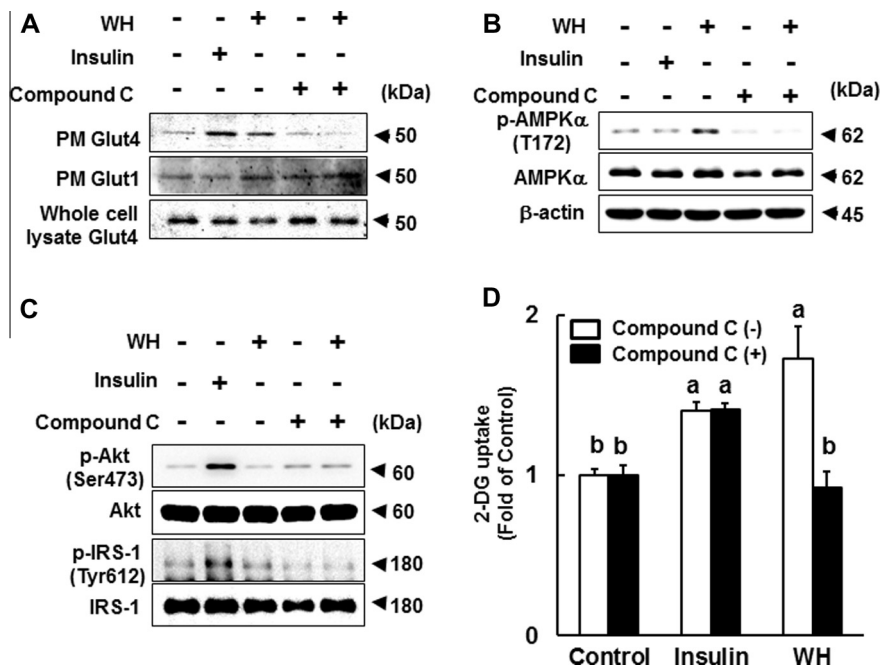 A
WH - - + - +
Insulin - + - - -
Compound C - - - + + (kDa)
PM Glut4 50
PM Glut1 50
Whole cell
lysate Glut4 50
B
WH - - + - +
Insulin - + - - -
Compound C - - - + + (kDa)
p-AMPKα
(T172) 62
AMPKα 62
β-actin 45
C
WH - - + - +
Insulin - + - - -
Compound C - - - + + (kDa)
p-Akt
(Ser473) 60
Akt 60
p-IRS-1
(Tyr612) 180
IRS-1 180
D
2-DG uptake
(Fold of Control)
2
1
0
Compound C (-)
Compound C (+)
b b
a a
a
b
Control Insulin WH